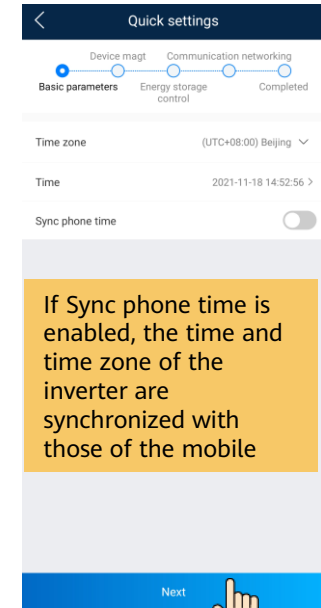 Quick settings
Device magt Communication networking
Basic parameters Energy storage control Completed
Time zone (UTC+08:00) Beijing
Time 2021-11-18 14:52:56
Sync phone time
If Sync phone time is
enabled, the time and
time zone of the
inverter are
synchronized with
those of the mobile
Next